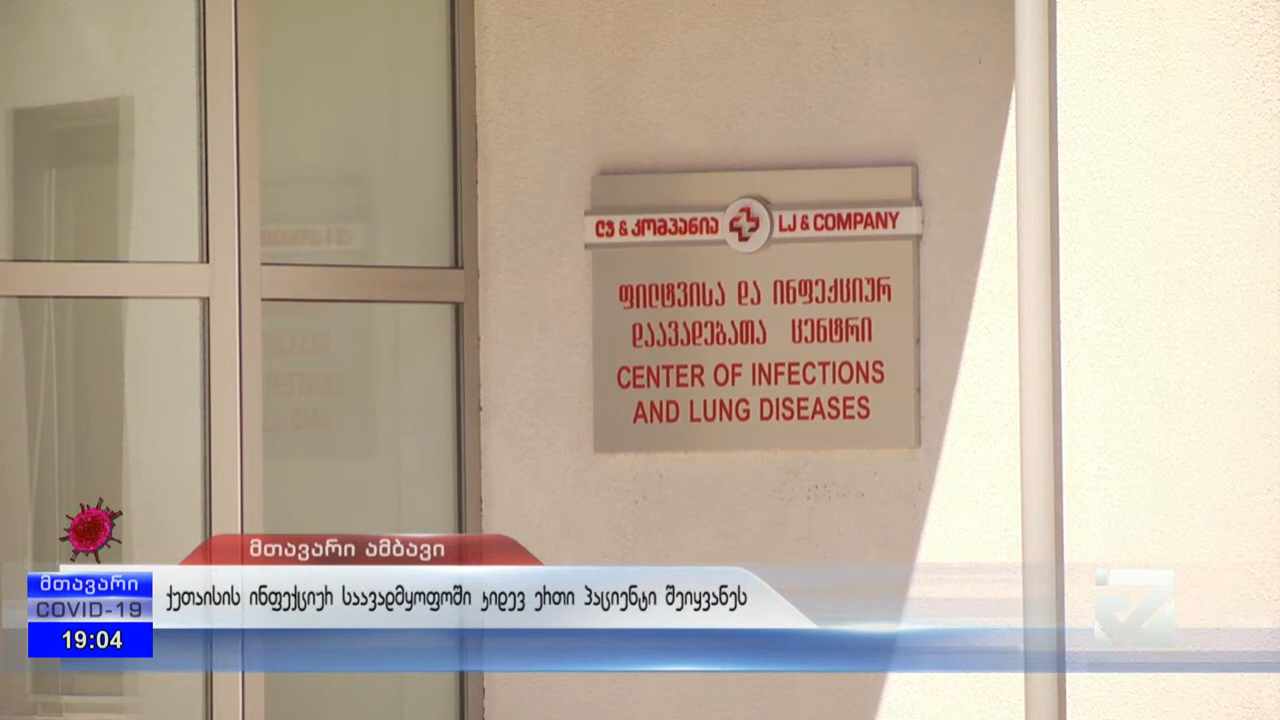 ლჯ & კომპანია LJ & COMPANY
ფილტვისა და ინფექციურ
დაავადებათა ცენტრი
CENTER OF INFECTIONS
AND LUNG DISEASES
მთავარი ამბავი
ქუთაისის ინფექციურ საავადმყოფოში კიდევ ერთი პაციენტი შეიყვანეს
მთავარი
COVID-19
19:04